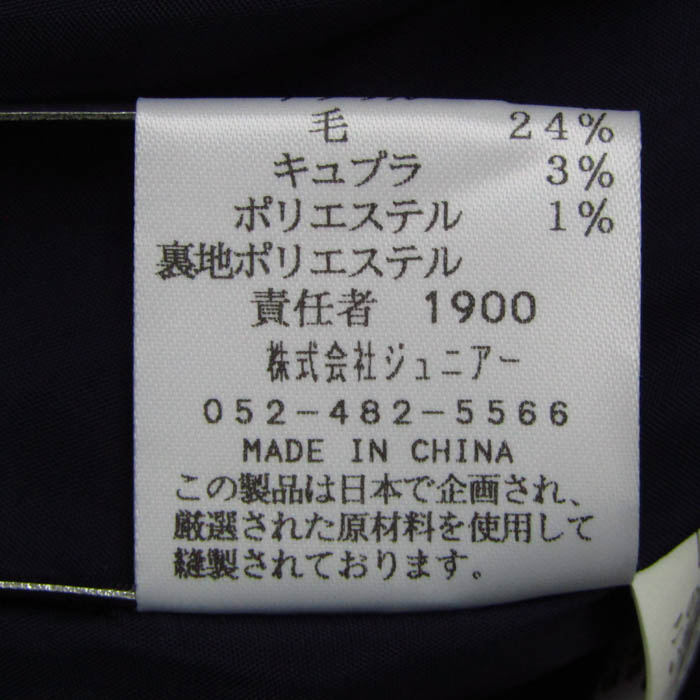 毛 24%
キュプラ 3%
ポリエステル 1%
裏地ポリエステル
責任者 1900
株式会社ジュニアー
052-482-5566
MADE IN CHINA
この製品は日本で企画され、
厳選された原材料を使用して
縫製されております。